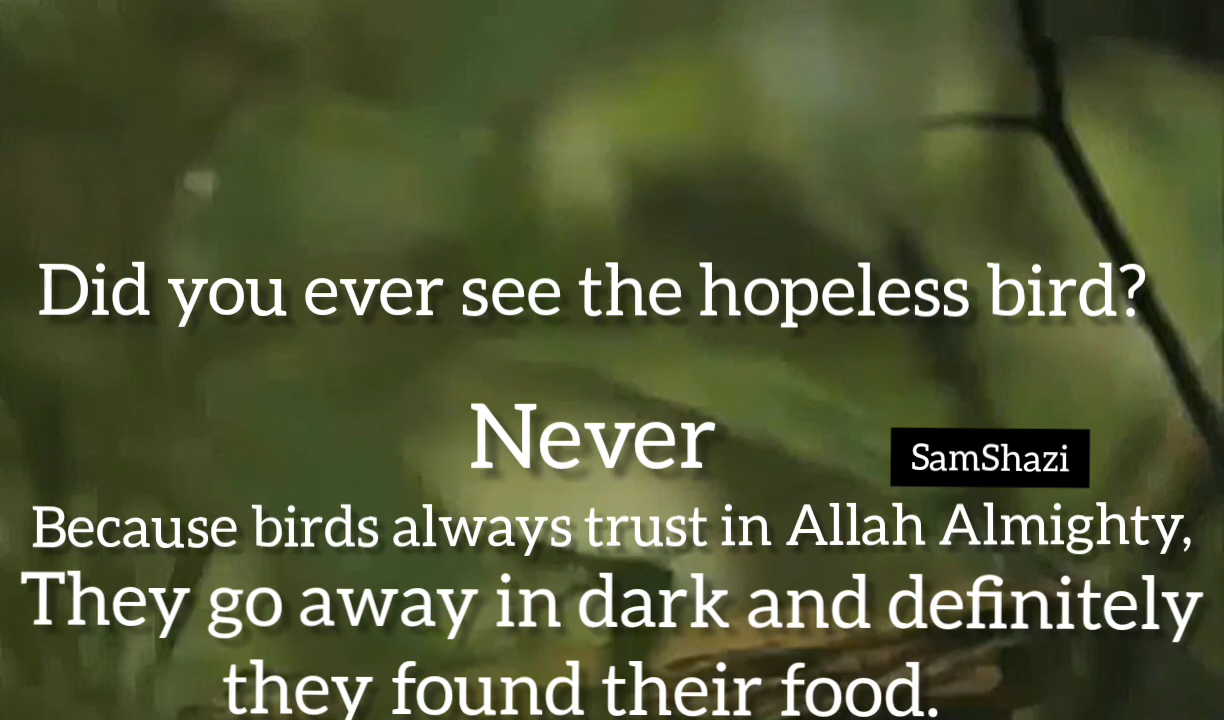 Did you ever see the hopeless bird?
Never
SamShazi
Because birds always trust in Allah Almighty,
They go away in dark and definitely
they found their food.